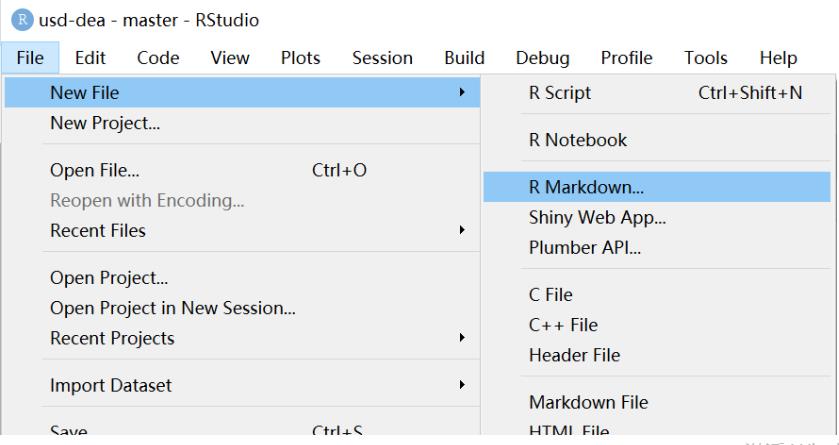 R usd-dea - master - RStudio
File Edit Code View Plots Session Build Debug Profile Tools Help
New File
New Project...
Open File... Ctrl+O
Reopen with Encoding...
Recent Files
Open Project...
Open Project in New Session...
Recent Projects
Import Dataset
Save Ctrl+S
R Script Ctrl+Shift+N
R Notebook
R Markdown...
Shiny Web App...
Plumber API...
C File
C++ File
Header File
Markdown File
HTML File